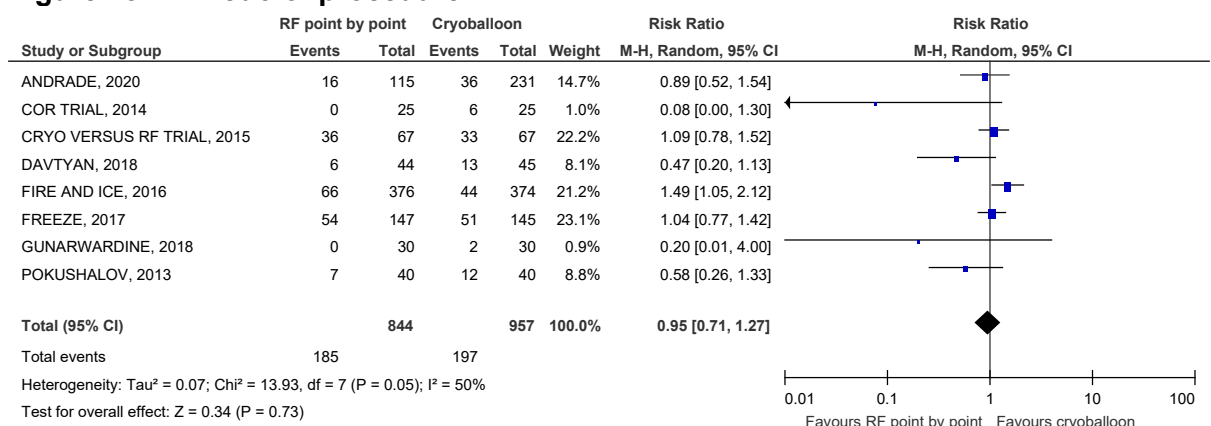 RF point by point Cryoballoon Risk Ratio Risk Ratio
Study or Subgroup Events Total Events Total Weight M-H, Random, 95% CI M-H, Random, 95% CI
ANDRADE, 2020 16 115 36 231 14.7% 0.89 [0.52, 1.54]
COR TRIAL, 2014 0 25 6 25 1.0% 0.08 [0.00, 1.30]
CRYO VERSUS RF TRIAL, 2015 36 67 33 67 22.2% 1.09 [0.78, 1.52]
DAVTYAN, 2018 6 44 13 45 8.1% 0.47 [0.20, 1.13]
FIRE AND ICE, 2016 66 376 44 374 21.2% 1.49 [1.05, 2.12]
FREEZE, 2017 54 147 51 145 23.1% 1.04 [0.77, 1.42]
GUNARWARDINE, 2018 0 30 2 30 0.9% 0.20 [0.01, 4.00]
POKUSHALOV, 2013 7 40 12 40 8.8% 0.58 [0.26, 1.33]
Total (95% CI) 844 957 100.0% 0.95 [0.71, 1.27]
Total events 185 197
Heterogeneity: Tau² = 0.07; Chi² = 13.93, df = 7 (P = 0.05); I² = 50%
Test for overall effect: Z = 0.34 (P = 0.73)
0.01 0.1 1 10 100
Favours RF point by point Favours cryoballoon